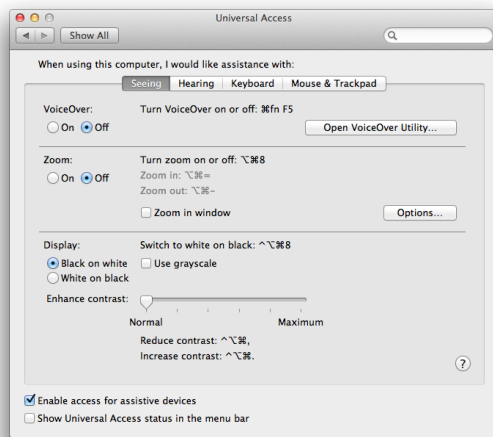 Universal Access
Show All
When using this computer, I would like assistance with:
Seeing Hearing Keyboard Mouse & Trackpad
VoiceOver: Turn VoiceOver on or off: ⌘fn F5
On Off Open VoiceOver Utility...
Zoom: Turn zoom on or off: ⌥⌘8
On Off Zoom in: ⌥⌘=
Zoom out: ⌥⌘-
Zoom in window Options...
Display: Switch to white on black: ^⌥⌘8
Black on white Use grayscale
White on black
Enhance contrast:
Normal Maximum
Reduce contrast: ^⌥⌘,
Increase contrast: ^⌥⌘.
?
Enable access for assistive devices
Show Universal Access status in the menu bar